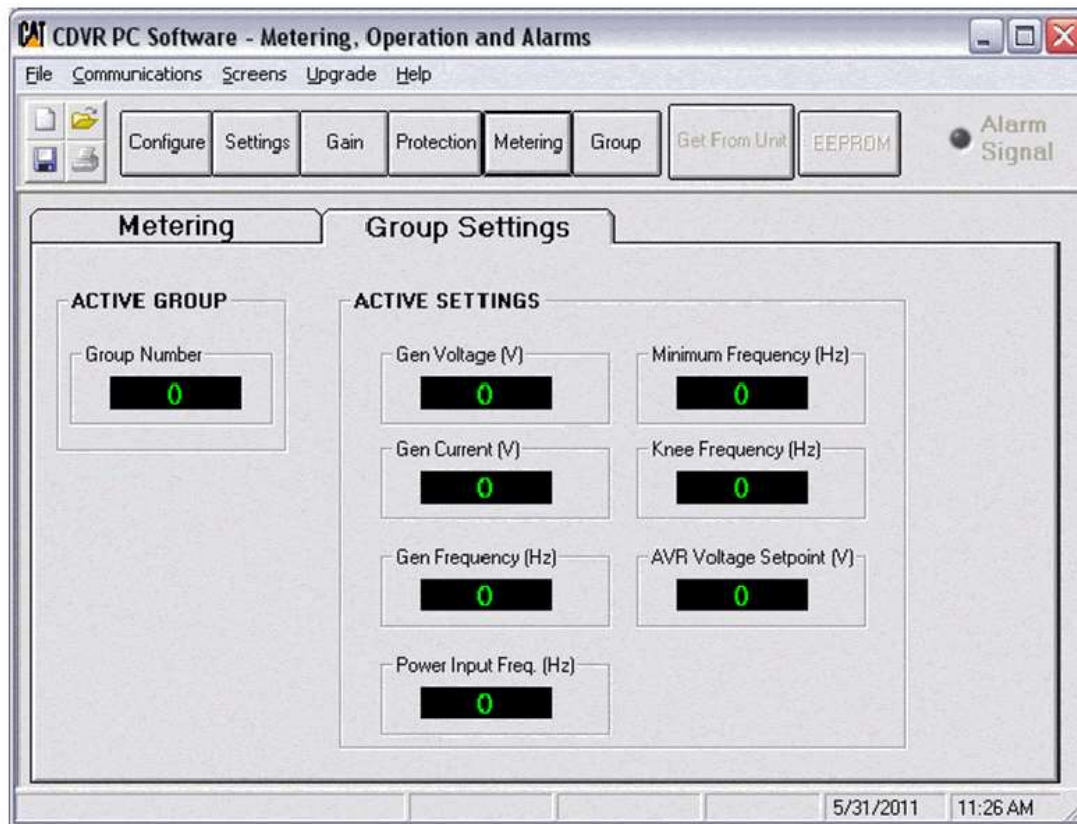 CAT CDVR PC Software - Metering, Operation and Alarms
File Communications Screens Upgrade Help
Configure Settings Gain Protection Metering Group Get From Unit EEPROM Alarm Signal
Metering Group Settings
ACTIVE GROUP
Group Number
0
ACTIVE SETTINGS
Gen Voltage (V) Minimum Frequency (Hz)
0 0
Gen Current (V) Knee Frequency (Hz)
0 0
Gen Frequency (Hz) AVR Voltage Setpoint (V)
0 0
Power Input Freq. (Hz)
0
5/31/2011 11:26 AM